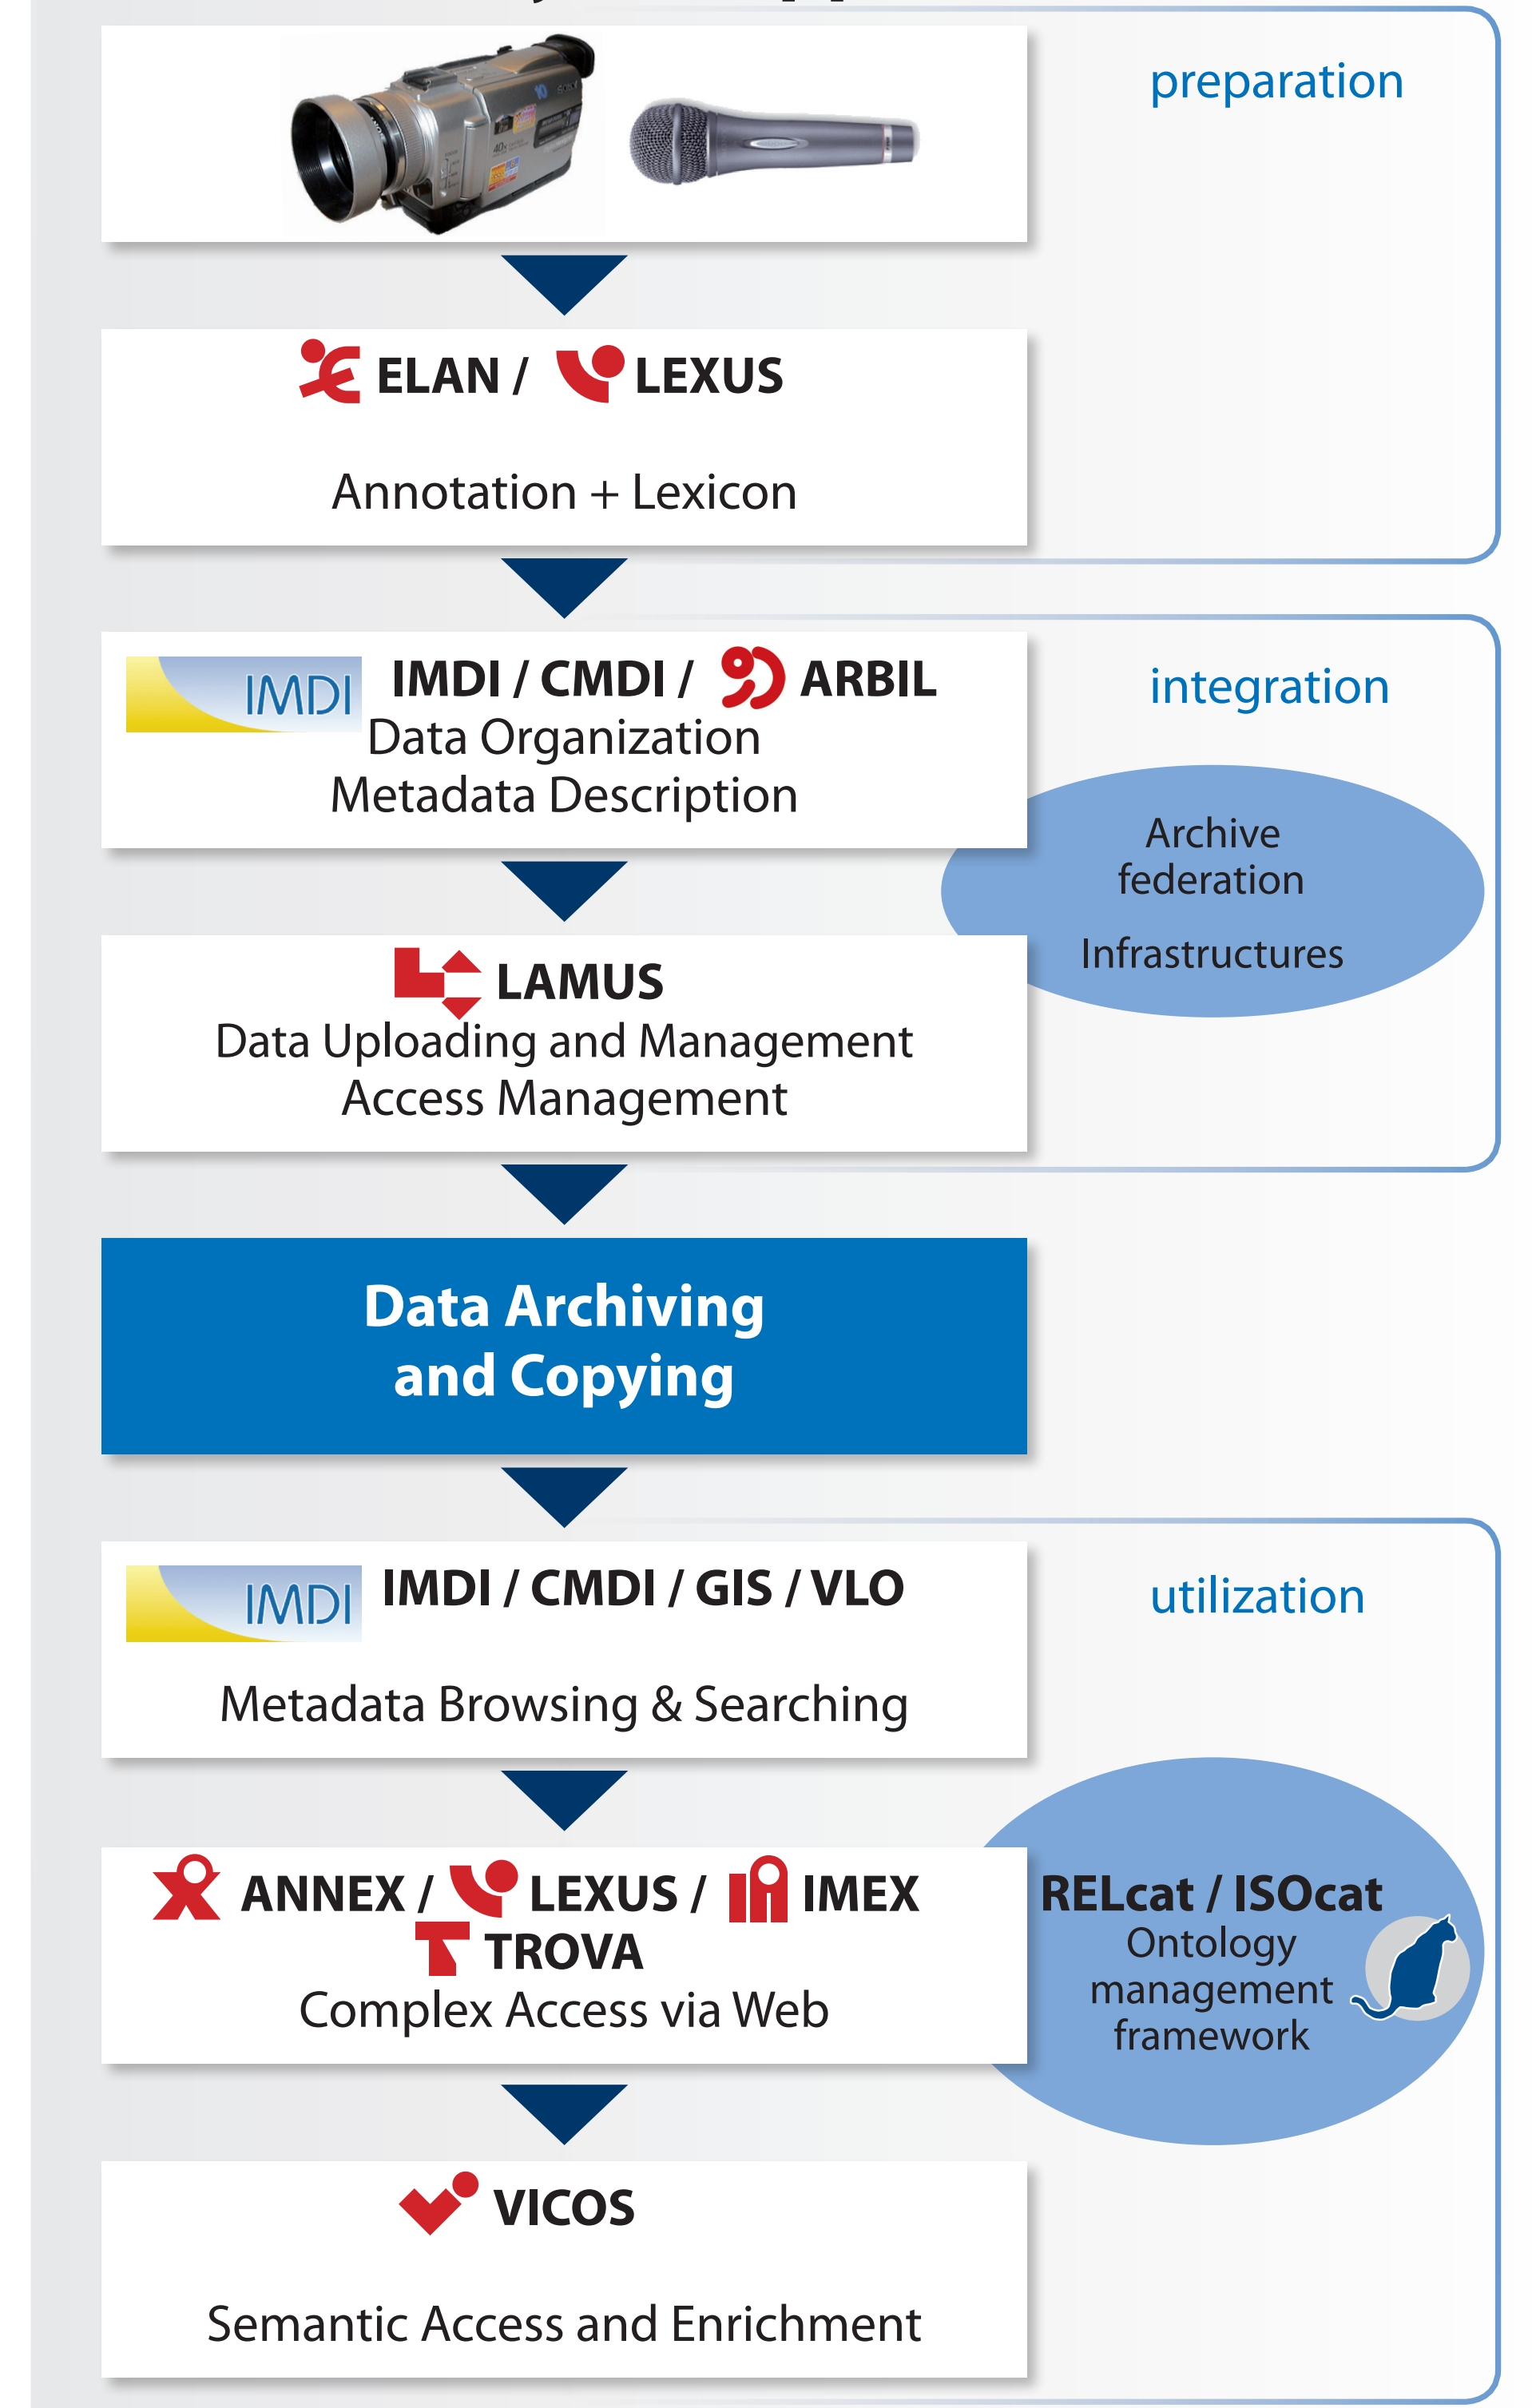 preparation
40x
ELAN / LEXUS
Annotation + Lexicon
IMDI
IMDI / CMDI / ARBIL
Data Organization
Metadata Description
integration
Archive
federation
Infrastructures
LAMUS
Data Uploading and Management
Access Management
Data Archiving
and Copying
IMDI
IMDI / CMDI / GIS / VLO
Metadata Browsing & Searching
utilization
ANNEX / LEXUS / IMEX
TROVA
Complex Access via Web
RELcat / ISOcat
Ontology
management
framework
VICOS
Semantic Access and Enrichment